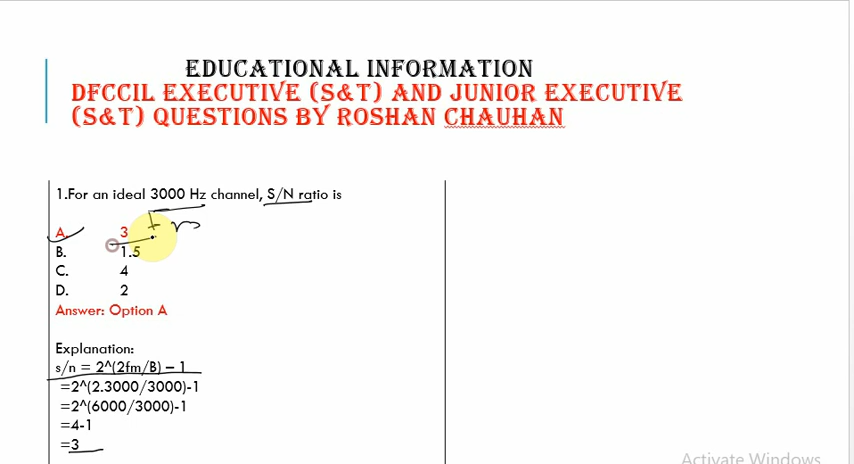 EDUCATIONAL INFORMATION
DFCCIL EXECUTIVE (S&T) AND JUNIOR EXECUTIVE
(S&T) QUESTIONS BY ROSHAN CHAUHAN
1.For an ideal 3000 Hz channel, S/N ratio is
A. 3
B. 1.5
C. 4
D. 2
Answer: Option A
Explanation:
s/n = 2^(2fm/B) – 1
=2^(2.3000/3000)-1
=2^(6000/3000)-1
=4-1
=3
Activate Windows